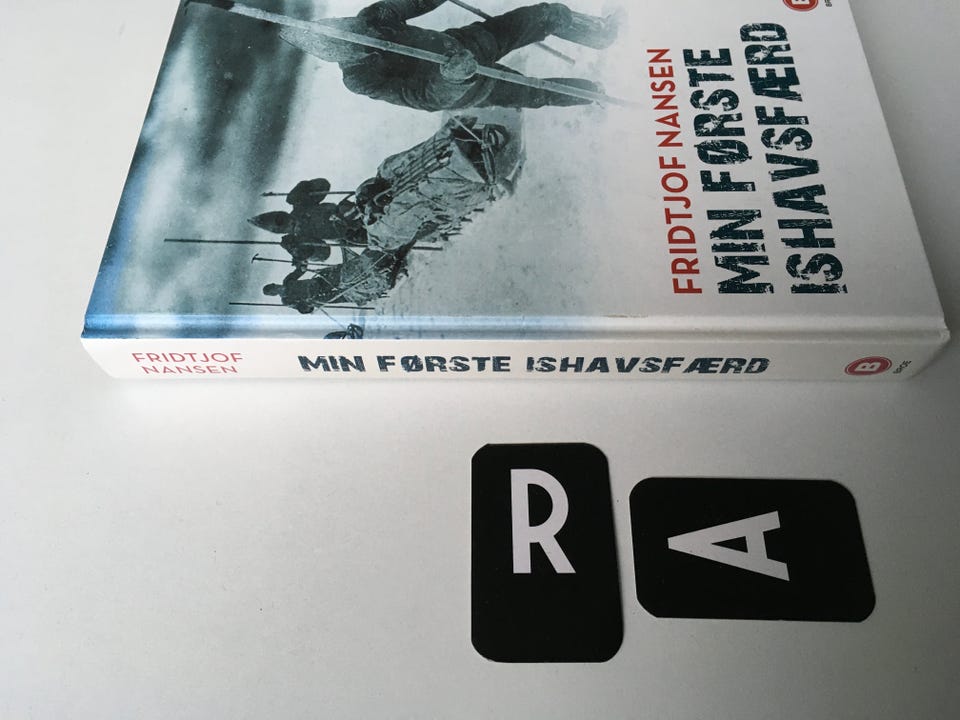 FRIDTJOF NANSEN
MIN FØRSTE
ISHAVSFÆRD
FRIDTJOF
NANSEN
MIN FØRSTE ISHAVSFÆRD
B
R
A